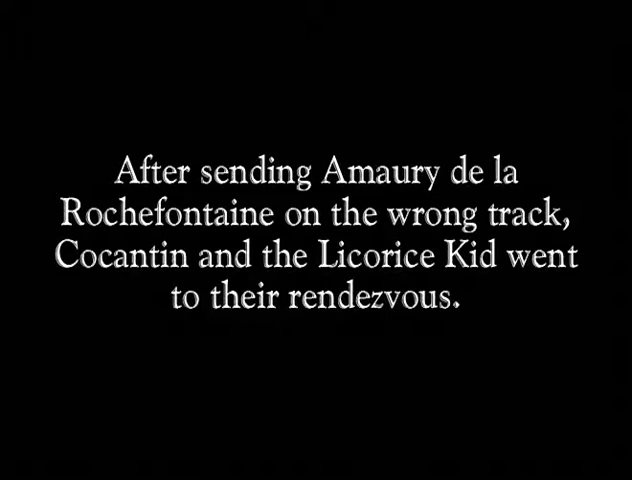 After sending Amaury de la
Rochefontaine on the wrong track,
Cocantin and the Licorice Kid went
to their rendezvous.